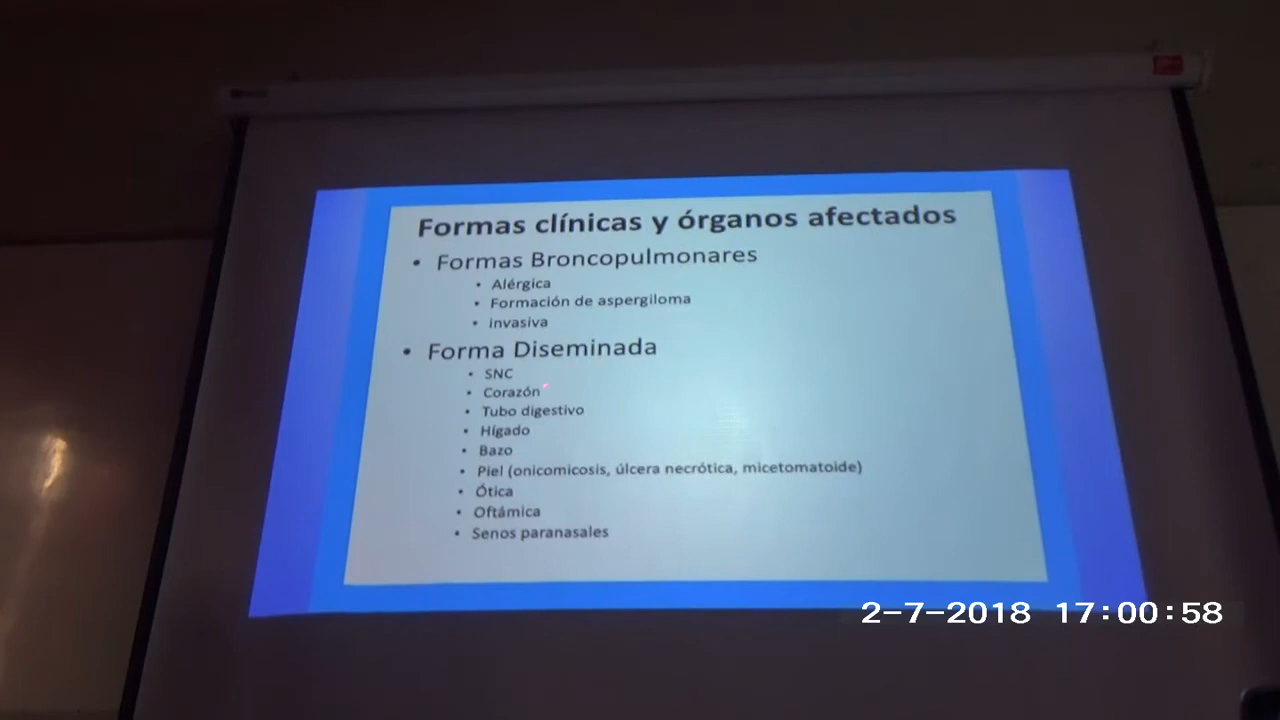 Formas clínicas y órganos afectados
• Formas Broncopulmonares
• Alérgica
• Formación de aspergiloma
• invasiva
• Forma Diseminada
• SNC
• Corazón
• Tubo digestivo
• Hígado
• Bazo
• Piel (onicomicosis, úlcera necrótica, micetomatoide)
• Ótica
• Oftámica
• Senos paranasales
2-7-2018 17:00:58